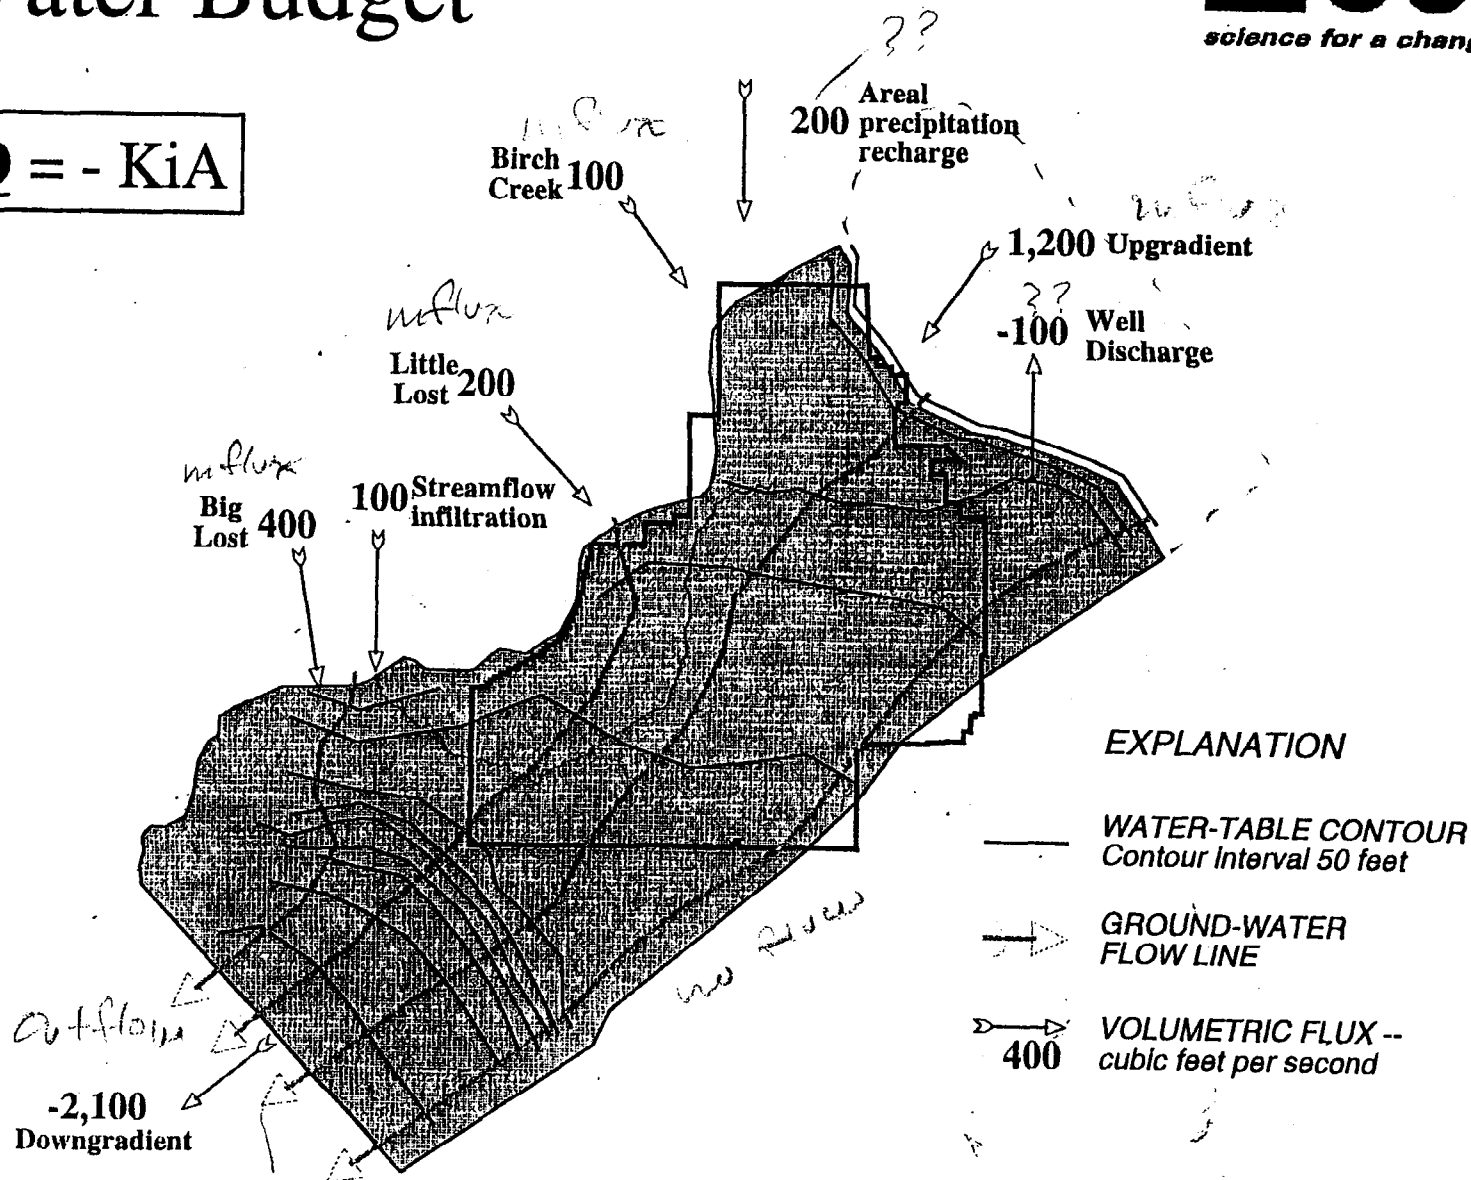 ater Budget
science for a chang
= - KiA
??
200 Areal
precipitation
recharge
influx
Birch
Creek 100
influx
1,200 Upgradient
??
-100 Well
Discharge
influx
Little
Lost 200
influx
Big
Lost 400
100 Streamflow
infiltration
EXPLANATION
WATER-TABLE CONTOUR
Contour Interval 50 feet
GROUND-WATER
FLOW LINE
VOLUMETRIC FLUX --
400 cubic feet per second
no
outflow
-2,100
Downgradient